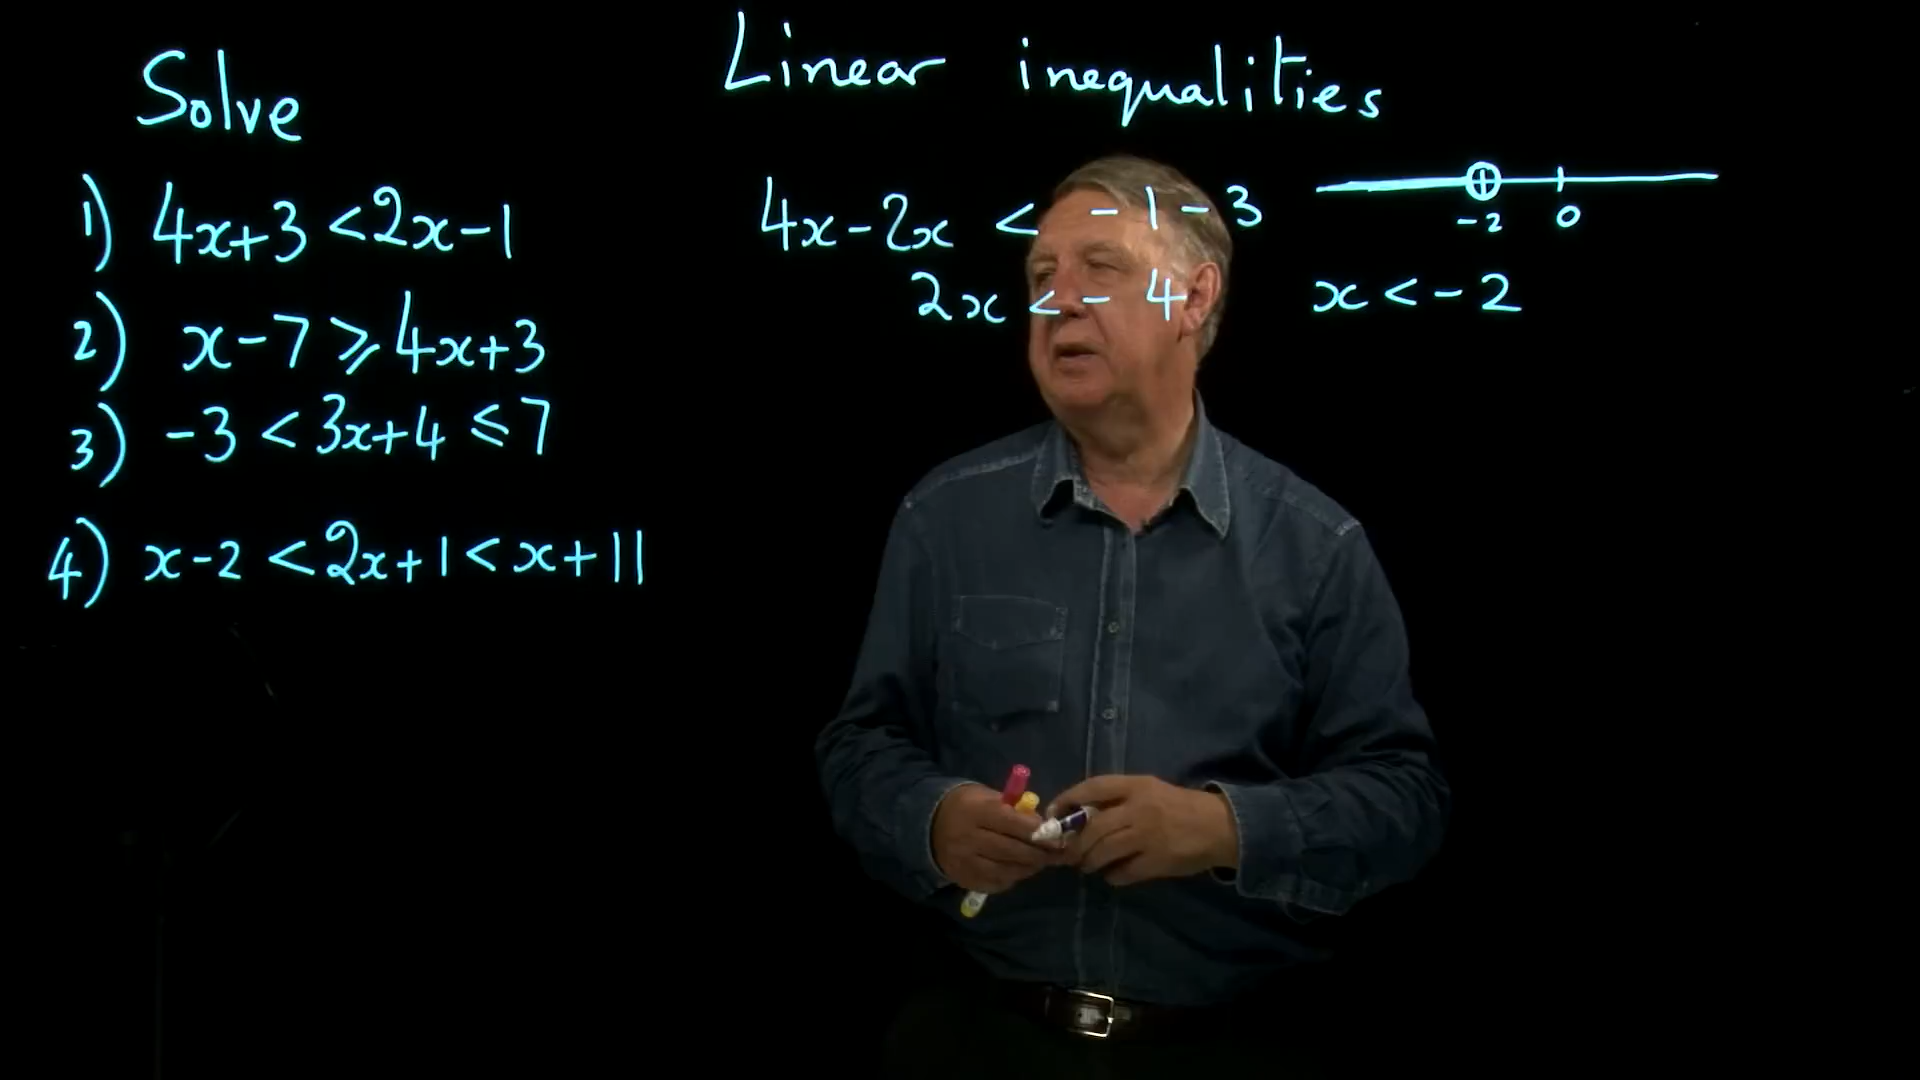 Linear inequalities
Solve
1) 4x+3 <2x-1
2) x-7 ⩾ 4x+3
3) -3 < 3x+4 ≤ 7
4) x-2 < 2x+1 < x+11
4x-2x < -1-3
2x < - 4
-2 0
x < -2